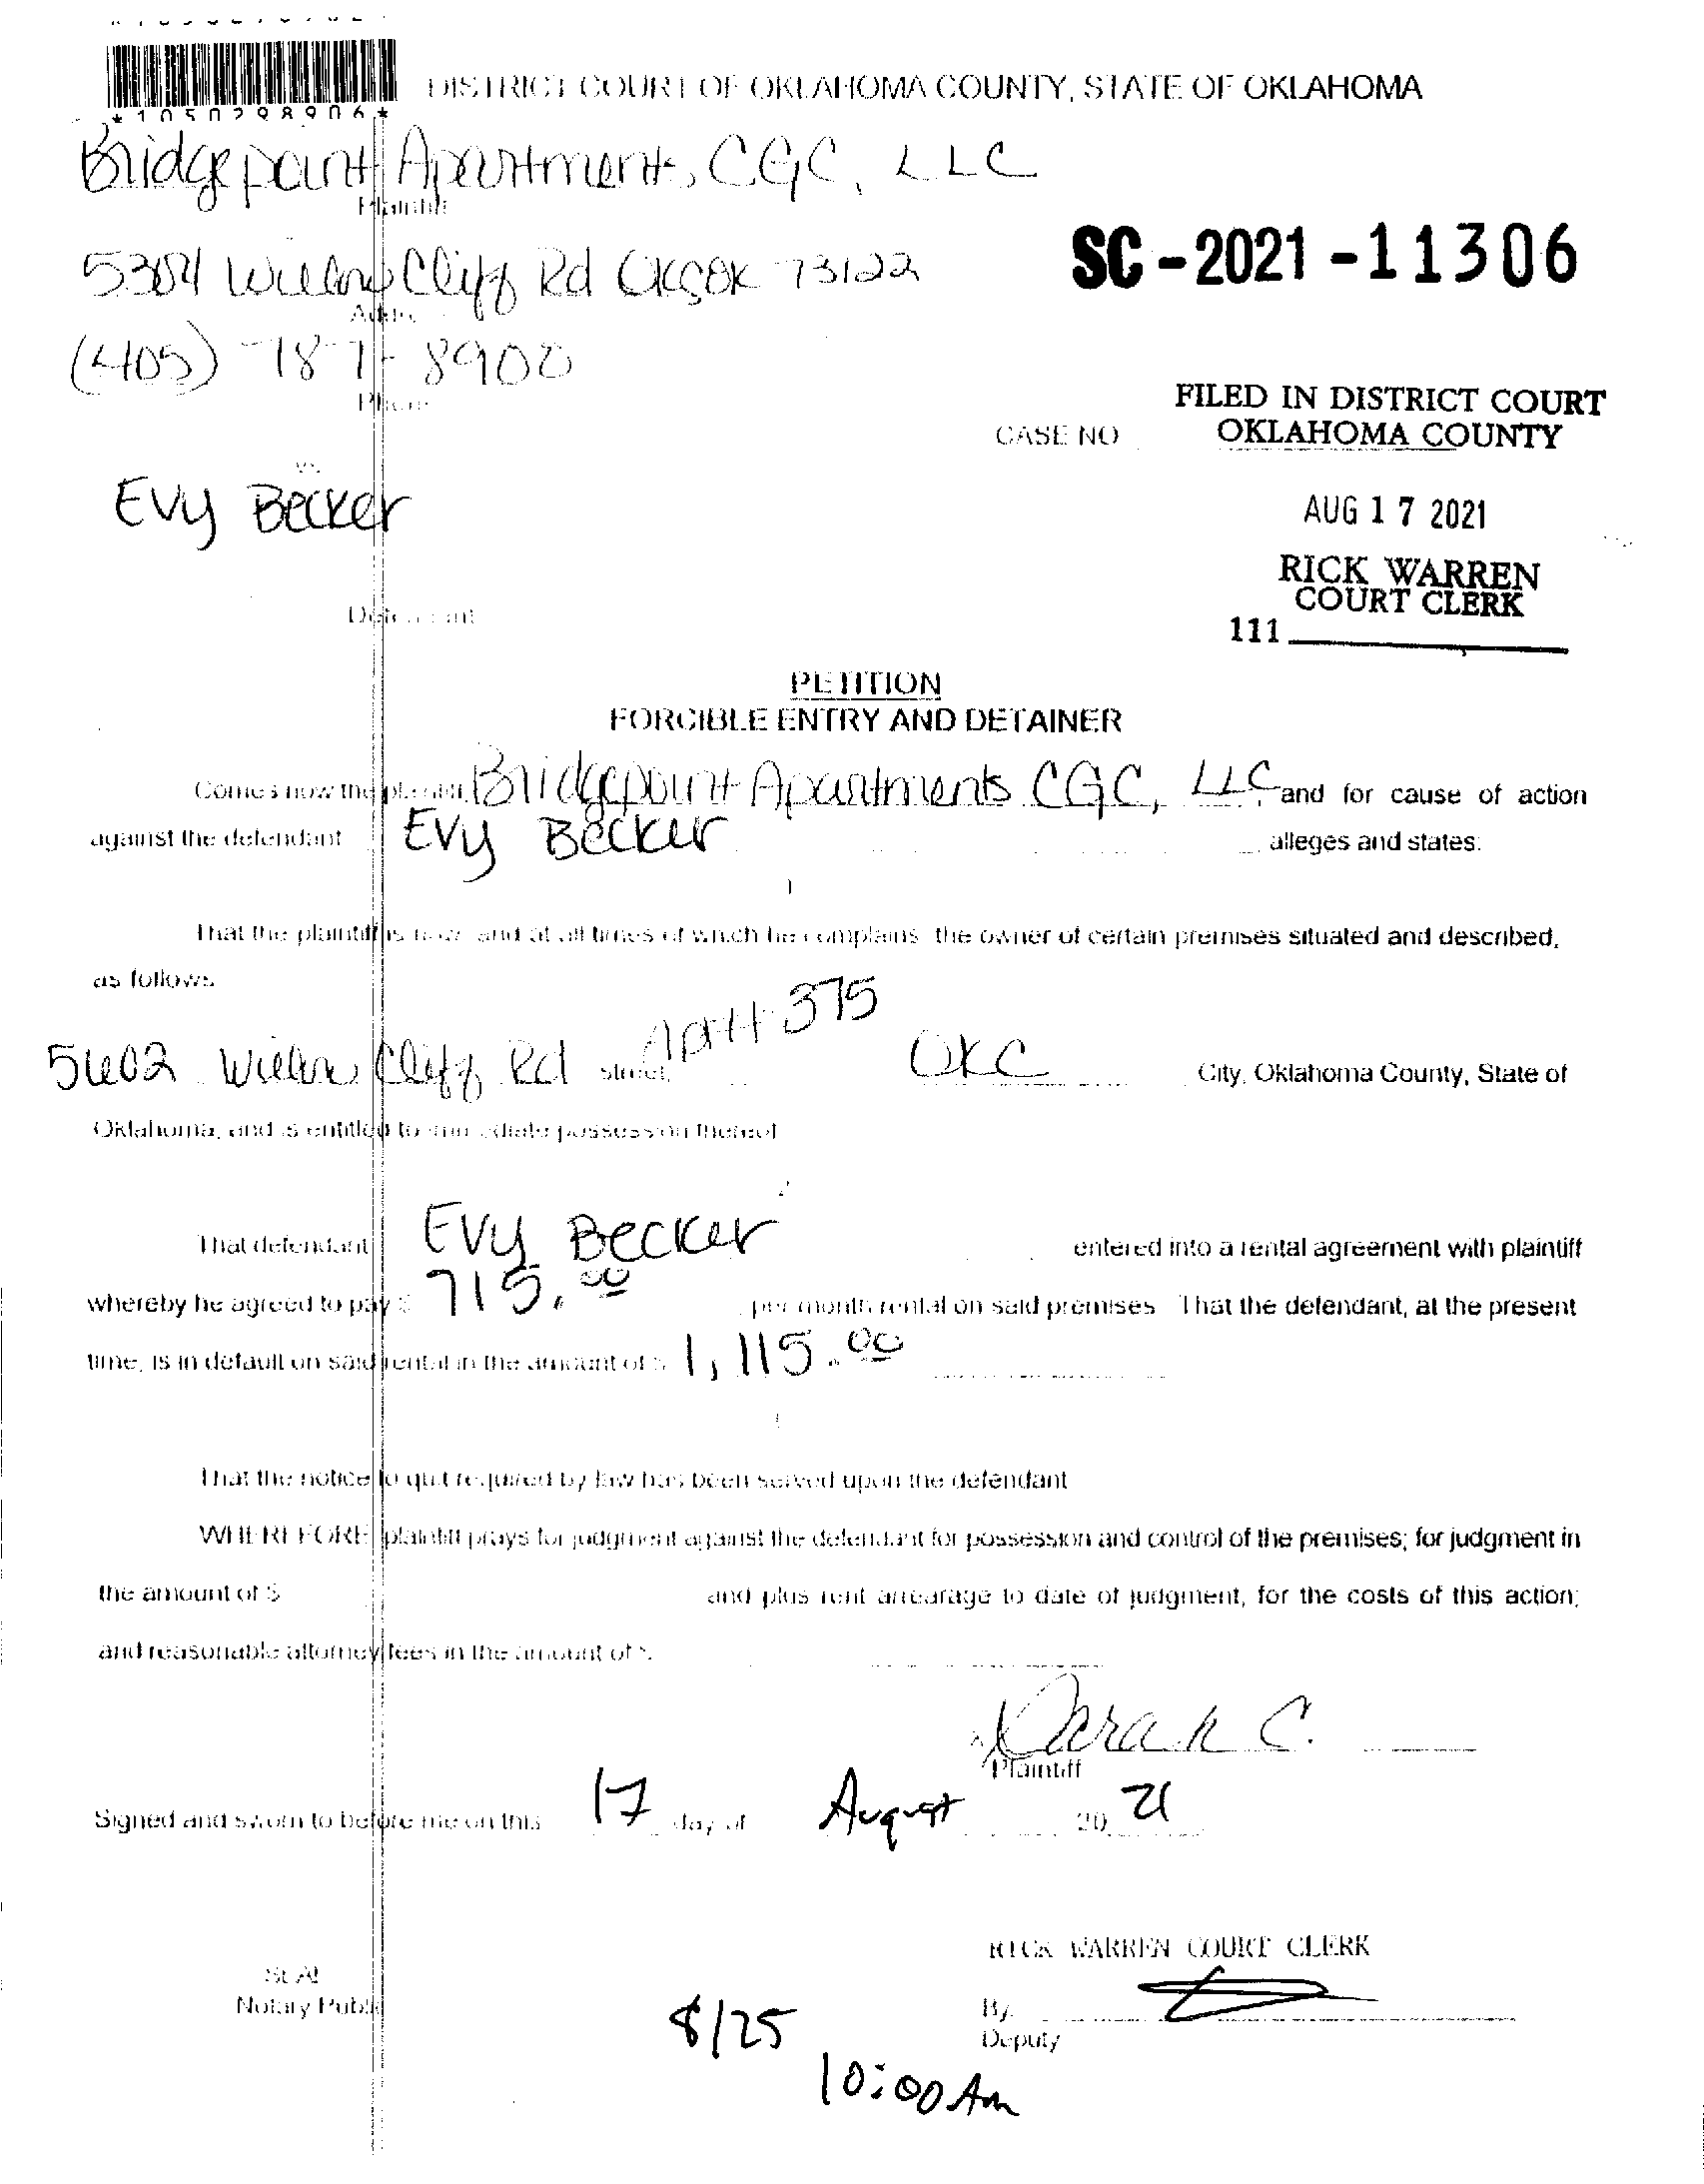 *1050298906*
DISTRICT COURT OF OKLAHOMA COUNTY, STATE OF OKLAHOMA
Bridgepoint Apartments, CGC, LLC
Plaintiff
5304 Willow Cliff Rd OKC OK 73122
SC-2021-11306
Address
(405) 787-8900
Phone
FILED IN DISTRICT COURT
CASE NO OKLAHOMA COUNTY
vs.
Evy Becker
AUG 17 2021
RICK WARREN
COURT CLERK
Defendant
111
PETITION
FORCIBLE ENTRY AND DETAINER
Comes now the plaintiff, Bridgepoint Apartments CGC, LLC and for cause of action
against the defendant Evy Becker alleges and states:
That the plaintiff is now, and at all times of which he complains, the owner of certain premises situated and described,
as follows
5602 Willow Cliff Rd Street, Apt# 375 OKC City, Oklahoma County, State of
Oklahoma, and is entitled to immediate possession thereof
That defendant Evy Becker entered into a rental agreement with plaintiff
whereby he agreed to pay $ 715.00 per month rental on said premises That the defendant, at the present
time, is in default on said rental in the amount of $ 1,115.00
That the notice to quit required by law has been served upon the defendant
WHEREFORE plaintiff prays for judgment against the defendant for possession and control of the premises; for judgment in
the amount of $ and plus rent arrearage to date of judgment, for the costs of this action;
and reasonable attorney fees in the amount of $.
x Sarah C.
Plaintiff
Signed and sworn to before me on this 17 day of August 20 21
RICK WARREN COURT CLERK
SEAL
Notary Public
By
Deputy
8/25
10:00 Am